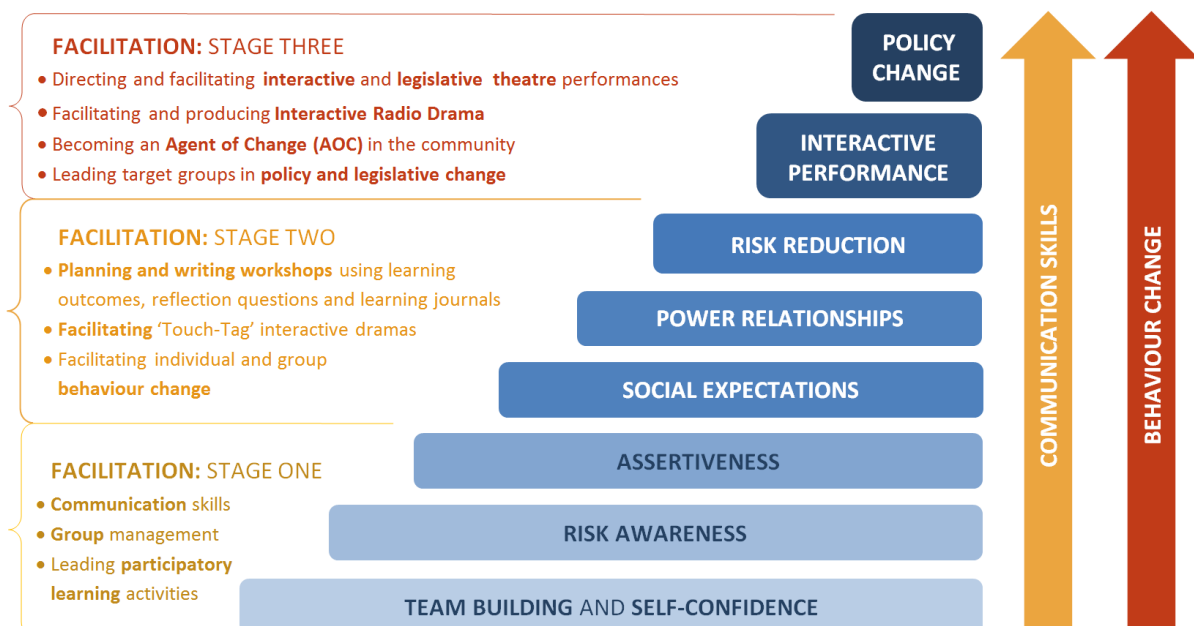 FACILITATION: STAGE THREE
• Directing and facilitating interactive and legislative theatre performances
• Facilitating and producing Interactive Radio Drama
• Becoming an Agent of Change (AOC) in the community
• Leading target groups in policy and legislative change
FACILITATION: STAGE TWO
• Planning and writing workshops using learning
outcomes, reflection questions and learning journals
• Facilitating ‘Touch-Tag’ interactive dramas
• Facilitating individual and group
behaviour change
FACILITATION: STAGE ONE
• Communication skills
• Group management
• Leading participatory
learning activities
POLICY
CHANGE
INTERACTIVE
PERFORMANCE
RISK REDUCTION
POWER RELATIONSHIPS
SOCIAL EXPECTATIONS
ASSERTIVENESS
RISK AWARENESS
TEAM BUILDING AND SELF-CONFIDENCE
COMMUNICATION SKILLS
BEHAVIOUR CHANGE